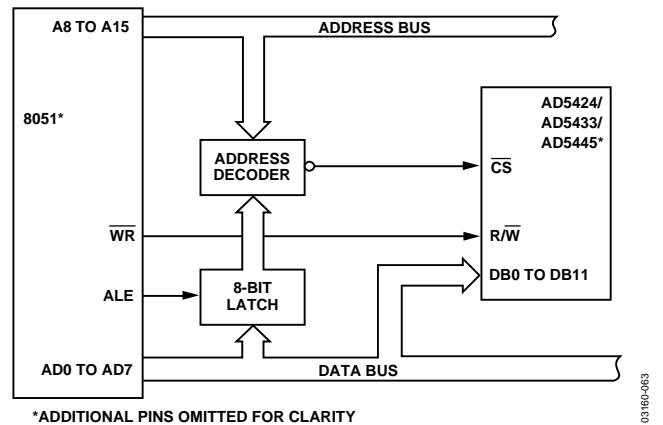 A8 TO A15
ADDRESS BUS
8051*
AD5424/
AD5433/
AD5445*
ADDRESS
DECODER
CS
WR
R/W
8-BIT
LATCH
DB0 TO DB11
ALE
AD0 TO AD7
DATA BUS
*ADDITIONAL PINS OMITTED FOR CLARITY
03160-063